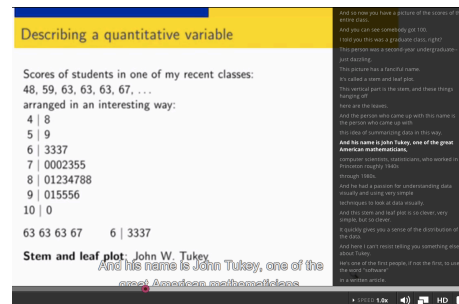 Describing a quantitative variable
Scores of students in one of my recent classes:
48, 59, 63, 63, 63, 67, ...
arranged in an interesting way:
4 | 8
5 | 9
6 | 3337
7 | 0002355
8 | 01234788
9 | 015556
10 | 0
63 63 63 67 6 | 3337
Stem and leaf plot: John W. Tukey
And his name is John Tukey, one of the
great American mathematicians,
And so now you have a picture of the scores of the
entire class.
And you can see somebody got 100.
I told you this was a graduate class, right?
This person was a second year undergraduate--
just dazzling.
This picture has a fanciful name.
It's called a stem and leaf plot.
This vertical part is the stem, and these things
hanging off
here are the leaves.
And the person who came up with this name is
the person who came up with
this idea of summarizing data in this way.
And his name is John Tukey, one of the great
American mathematicians,
computer scientists, statisticians, who worked in
Princeton roughly 1940s
through 1980s.
And he had a passion for understanding data
visually and using very simple
techniques to look at data visually.
And this stem and leaf plot is so clever, very
simple, but so clever.
It quickly gives you a sense of the distribution of
the data.
And here I can't resist telling you something else
about Tukey.
He's one of the first people, if not the first, to use
the word "software"
in a written article.
SPEED 1.0x
HD